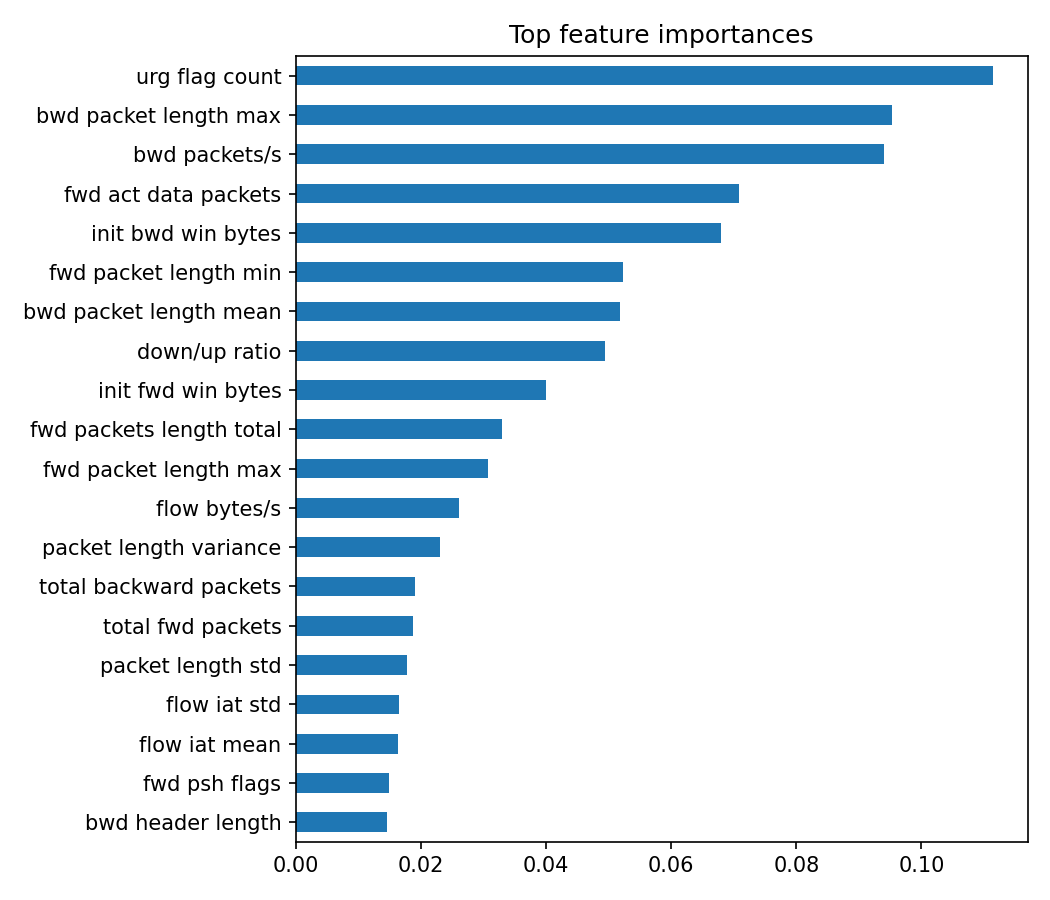 Top feature importances
urg flag count
bwd packet length max
bwd packets/s
fwd act data packets
init bwd win bytes
fwd packet length min
bwd packet length mean
down/up ratio
init fwd win bytes
fwd packets length total
fwd packet length max
flow bytes/s
packet length variance
total backward packets
total fwd packets
packet length std
flow iat std
flow iat mean
fwd psh flags
bwd header length
0.00 0.02 0.04 0.06 0.08 0.10